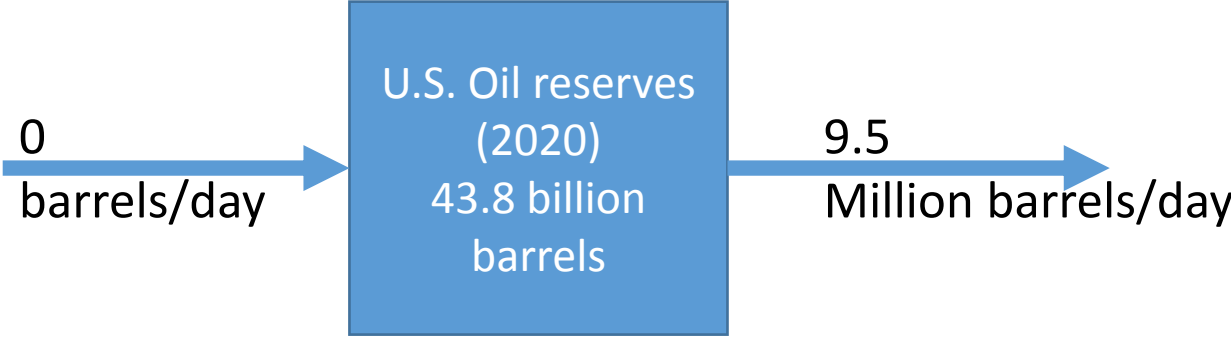 0
barrels/day
U.S. Oil reserves
(2020)
43.8 billion
barrels
9.5
Million barrels/day